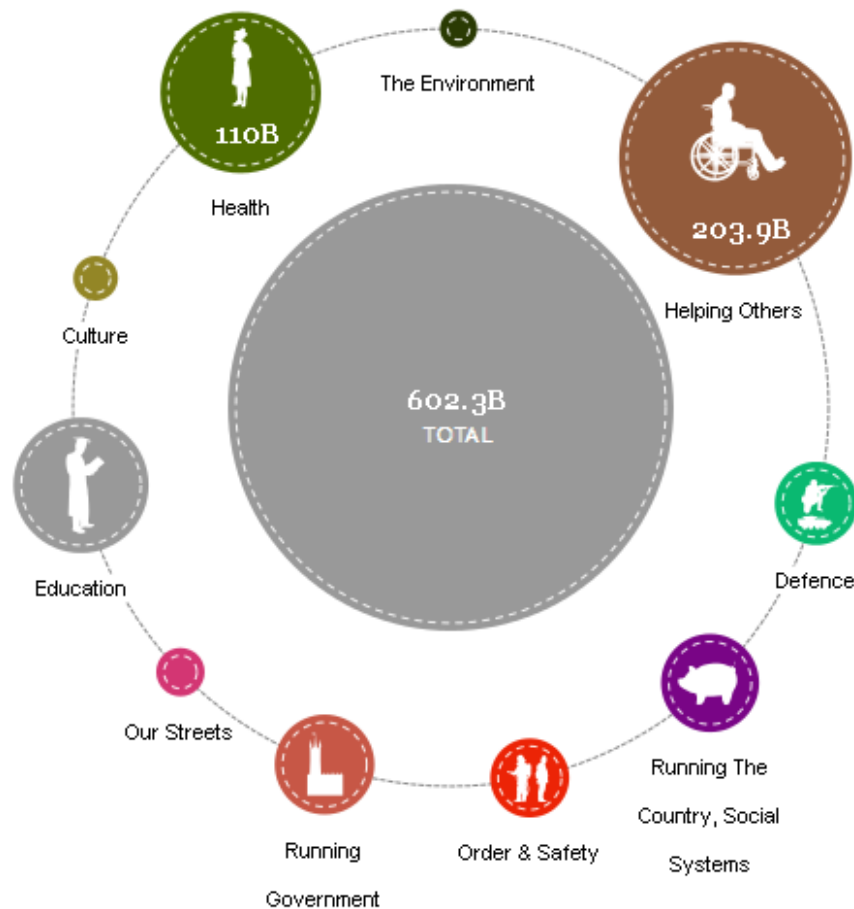 The Environment
110B
Health
203.9B
Helping Others
Culture
602.3B
TOTAL
Education
Defence
Our Streets
Running
Government
Order & Safety
Running The
Country, Social
Systems